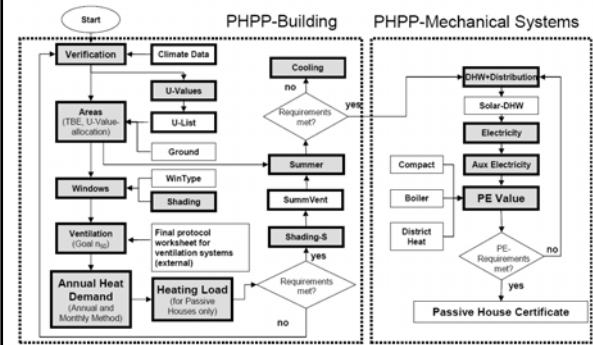 Start
PHPP-Building
PHPP-Mechanical Systems
Verification
Climate Data
Cooling
U-Values
no
yes
DHW+Distribution
Areas
(TBE, U-Value-
allocation)
U-List
Requirements
met?
Solar-DHW
Ground
Electricity
WinType
Summer
Compact
Aux Electricity
Windows
Shading
SummVent
Boiler
PE Value
Ventilation
(Goal n50)
Final protocol
worksheet for
ventilation systems
(external)
Shading-S
District
Heat
yes
PE-
Requirements
met?
no
Annual Heat
Demand
(Annual and
Monthly Method)
Heating Load
(for Passive
Houses only)
Requirements
met?
yes
no
Passive House Certificate